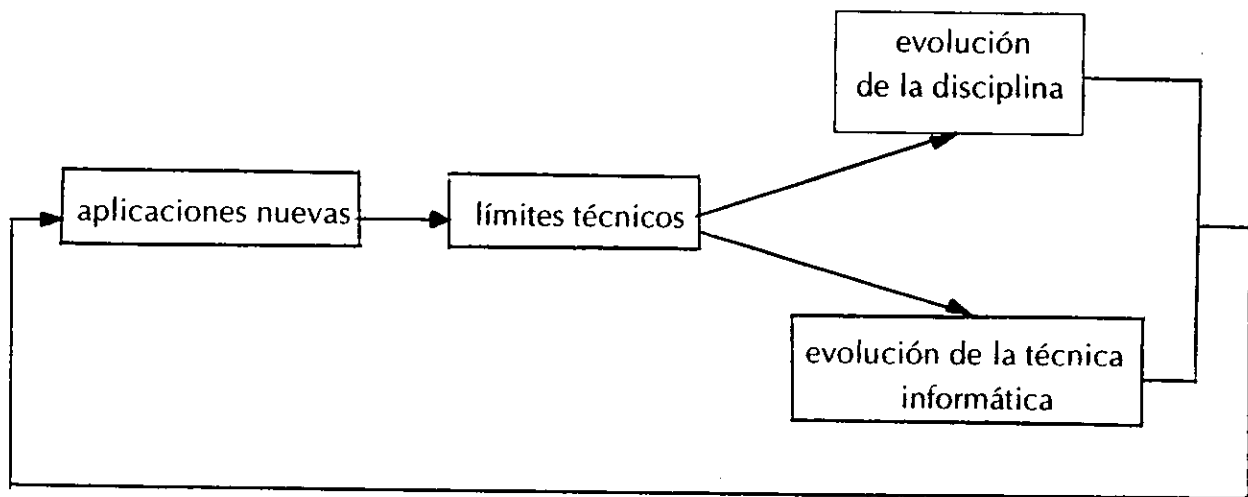 evolución
de la disciplina
aplicaciones nuevas
límites técnicos
evolución de la técnica
informática